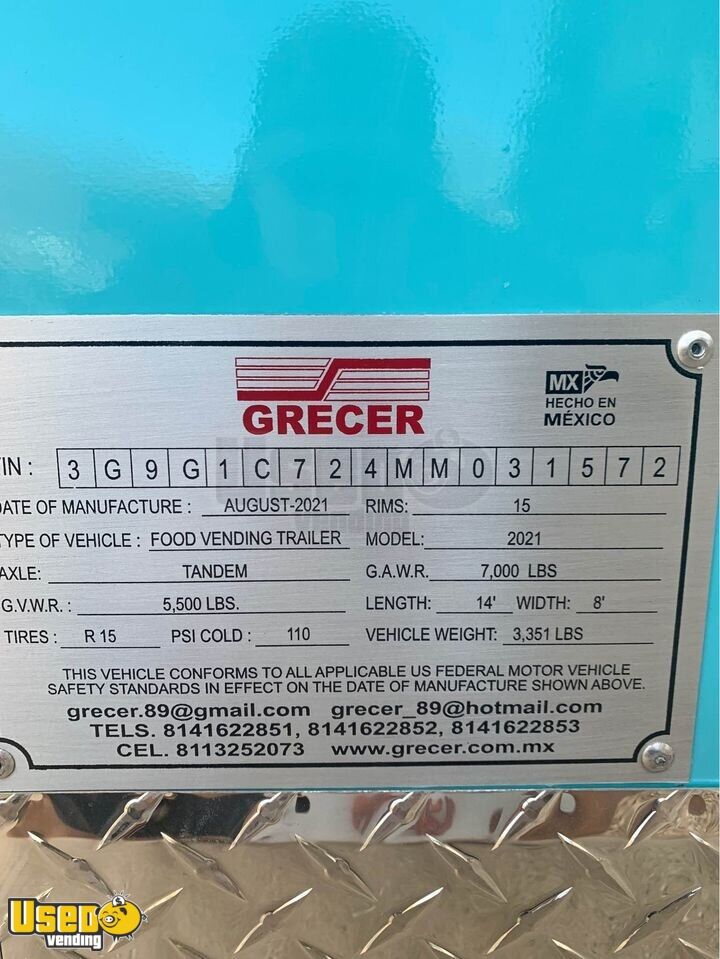 GRECER
MX
HECHO EN
MÉXICO
VIN : 3 G 9 G 1 C 7 2 4 M M 0 3 1 5 7 2
DATE OF MANUFACTURE : AUGUST-2021 RIMS: 15
TYPE OF VEHICLE : FOOD VENDING TRAILER MODEL: 2021
AXLE: TANDEM G.A.W.R. 7,000 LBS
G.V.W.R. : 5,500 LBS. LENGTH: 14' WIDTH: 8'
TIRES : R 15 PSI COLD : 110 VEHICLE WEIGHT: 3,351 LBS
THIS VEHICLE CONFORMS TO ALL APPLICABLE US FEDERAL MOTOR VEHICLE
SAFETY STANDARDS IN EFFECT ON THE DATE OF MANUFACTURE SHOWN ABOVE.
grecer.89@gmail.com grecer_89@hotmail.com
TELS. 8141622851, 8141622852, 8141622853
CEL. 8113252073 www.grecer.com.mx
Used
vending